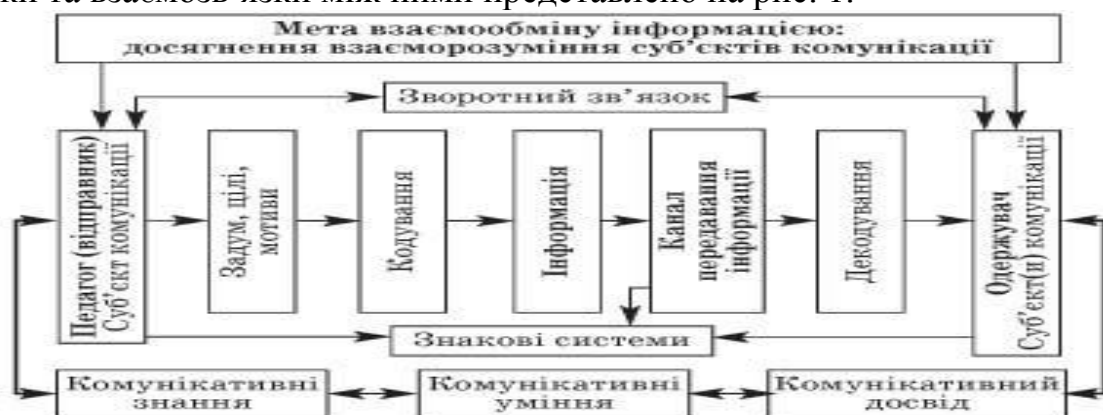 ки та взаємозв'язки між ними представлено на рис. 1.
Мета взаємообміну інформацією:
досягнення взаєморозуміння суб'єктів комунікації
Зворотний зв'язок
Педагог (відправник)
Суб'єкт комунікації
Задум, цілі,
мотиви
Кодування
Інформація
Канал
передавання
інформації
Декодування
Одержувач
Суб'єкт(и) комунікації
Знакові системи
Комунікативні
знання
Комунікативні
уміння
Комунікативний
досвід